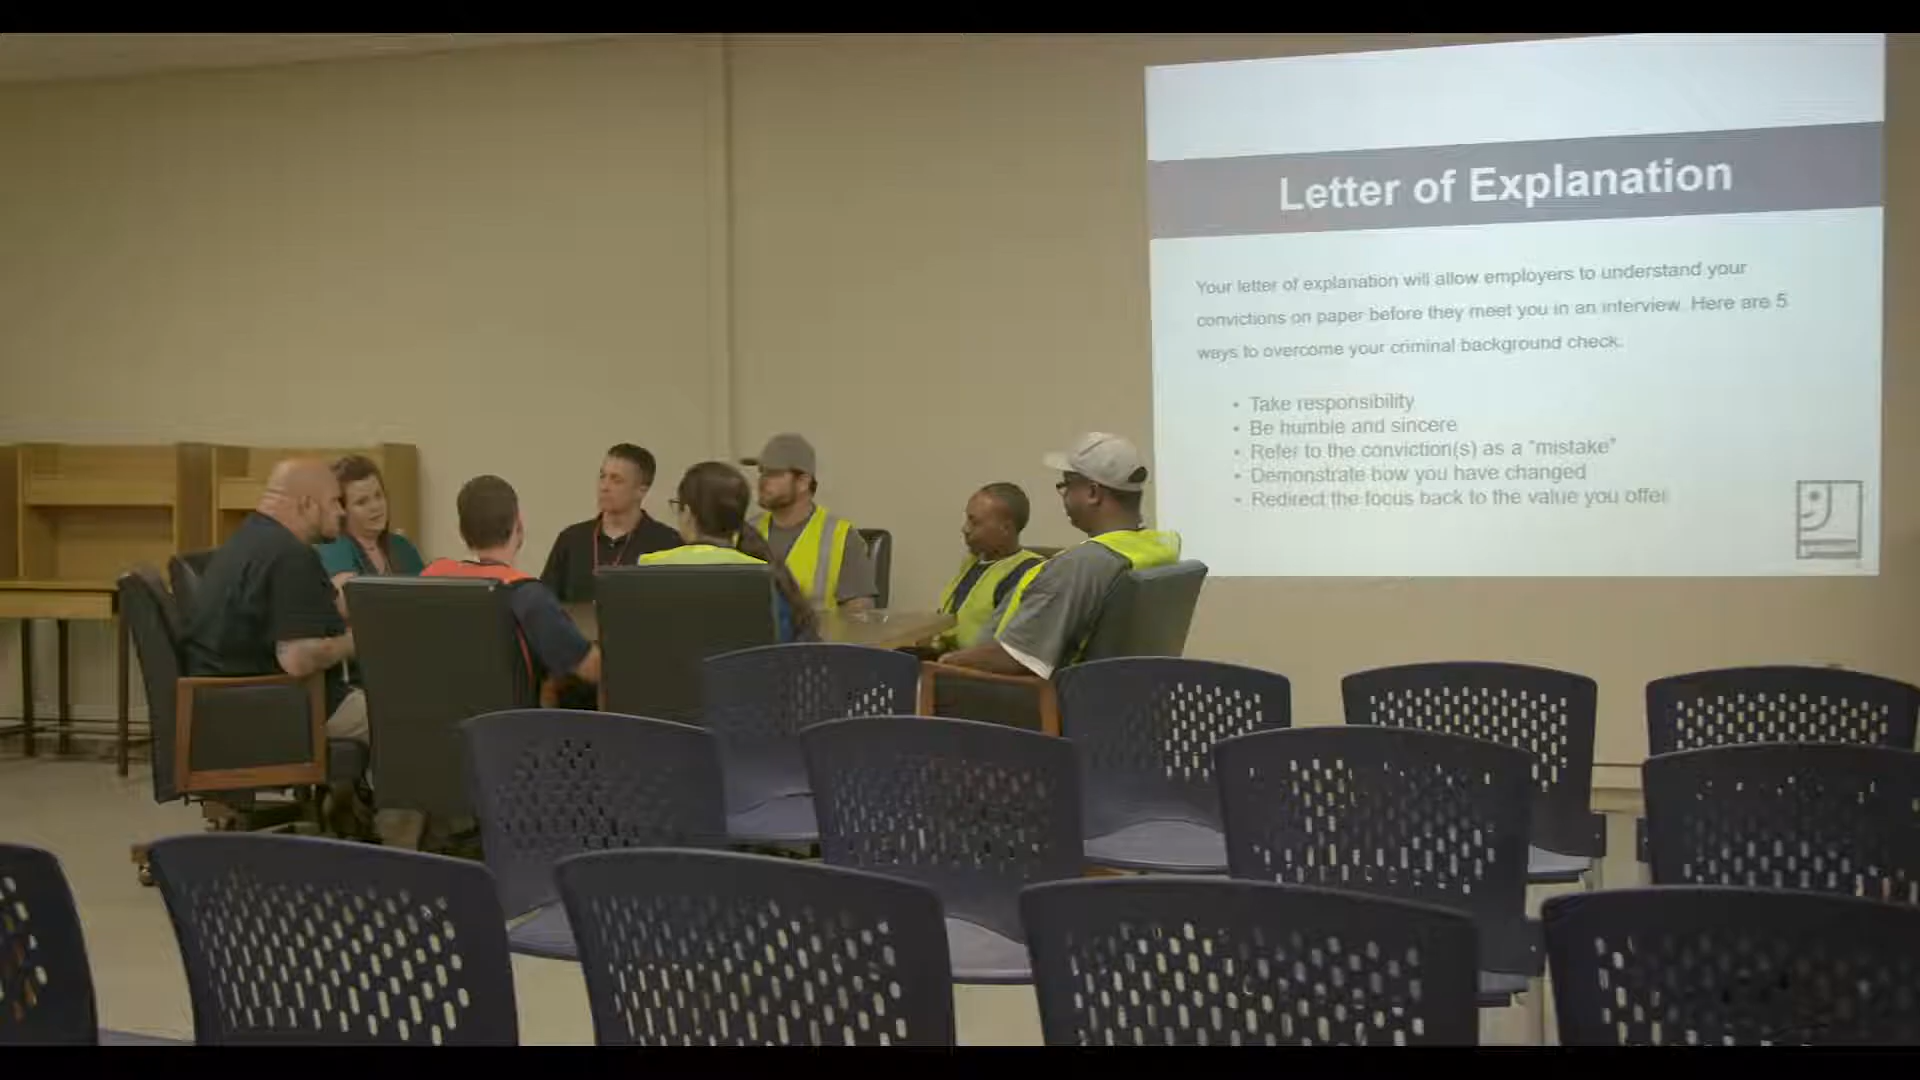 Letter of Explanation
Your letter of explanation will allow employers to understand your
convictions on paper before they meet you in an interview. Here are 5
ways to overcome your criminal background check.
• Take responsibility
• Be humble and sincere
• Refer to the conviction(s) as a "mistake"
• Demonstrate how you have changed
• Redirect the focus back to the value you offer